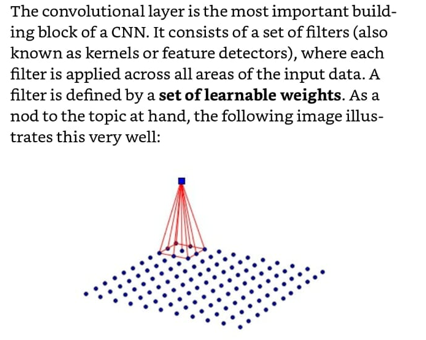 The convolutional layer is the most important build-
ing block of a CNN. It consists of a set of filters (also
known as kernels or feature detectors), where each
filter is applied across all areas of the input data. A
filter is defined by a set of learnable weights. As a
nod to the topic at hand, the following image illus-
trates this very well: